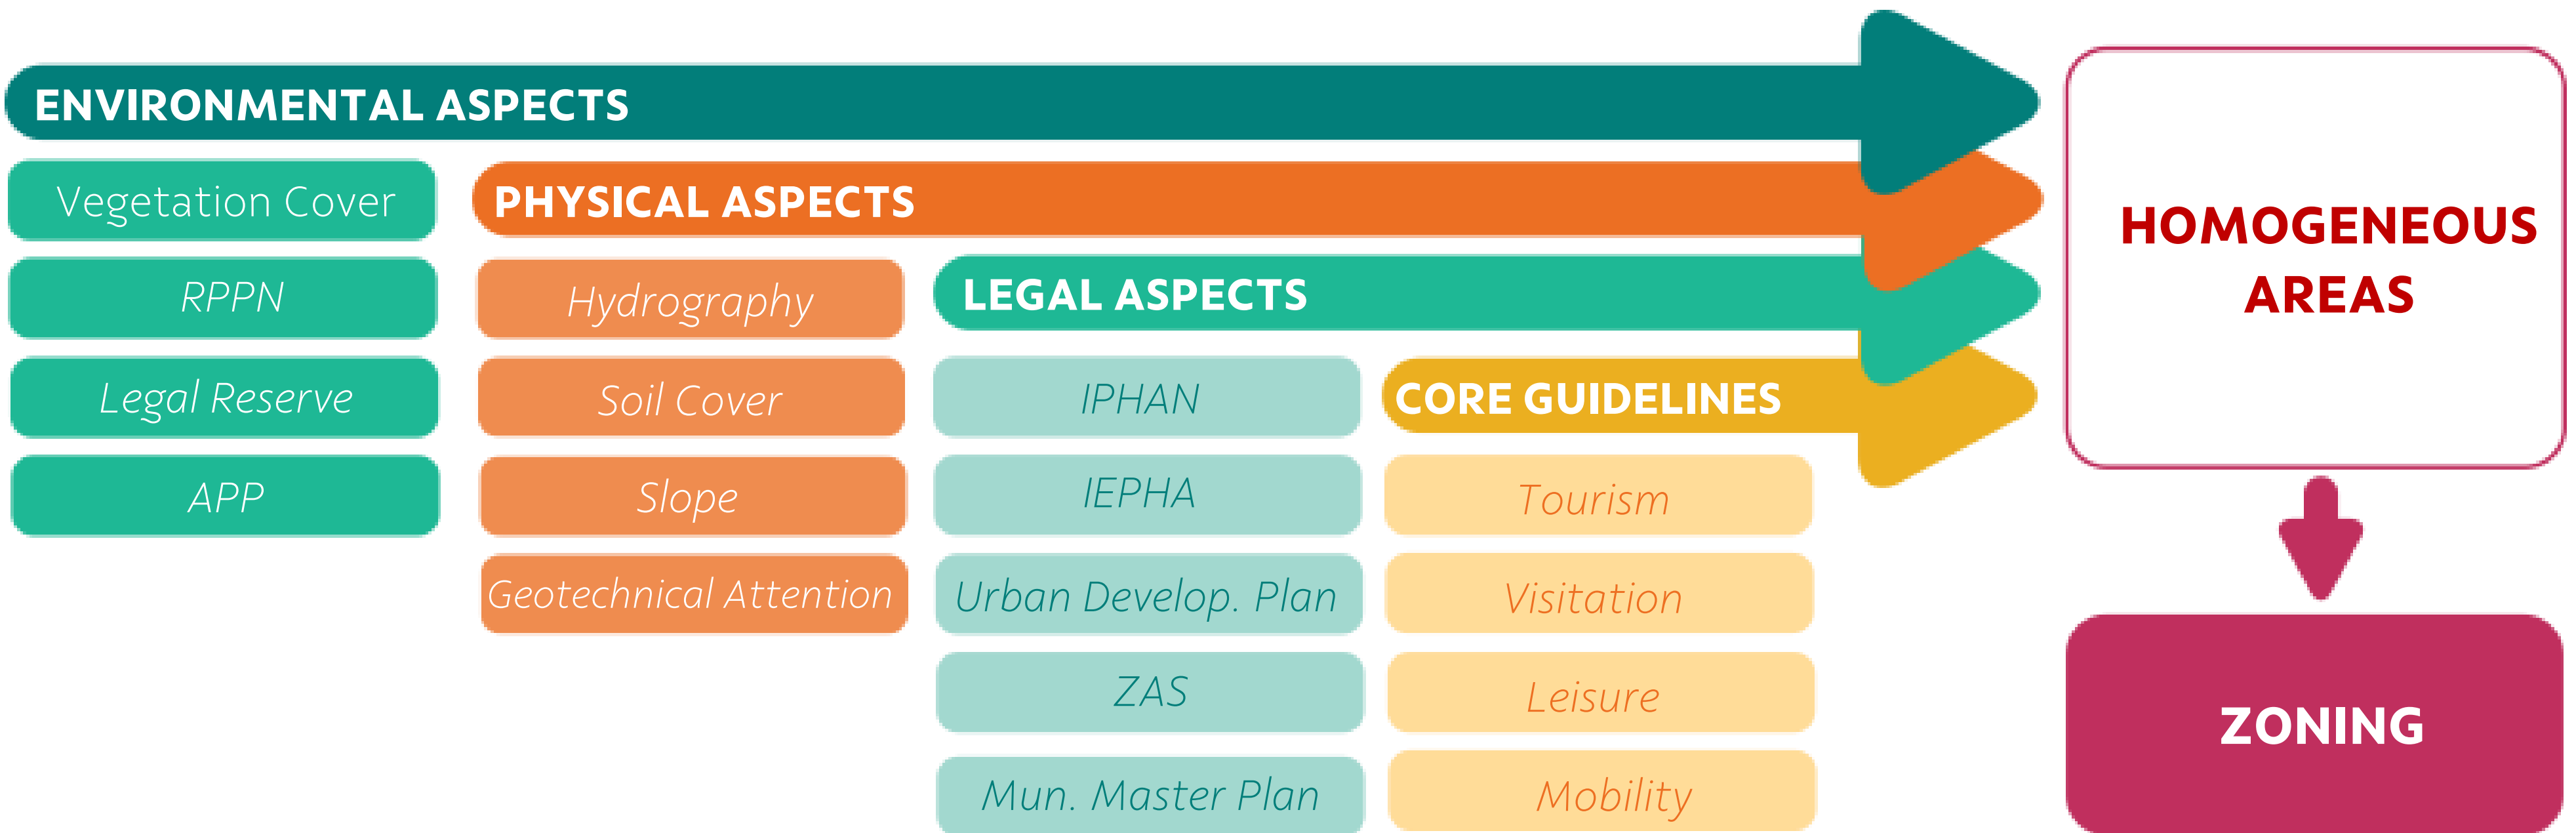 ENVIRONMENTAL ASPECTS
Vegetation Cover
RPPN
Legal Reserve
APP
PHYSICAL ASPECTS
Hydrography
Soil Cover
Slope
Geotechnical Attention
LEGAL ASPECTS
IPHAN
IEPHA
Urban Develop. Plan
ZAS
Mun. Master Plan
CORE GUIDELINES
Tourism
Visitation
Leisure
Mobility
HOMOGENEOUS
AREAS
ZONING